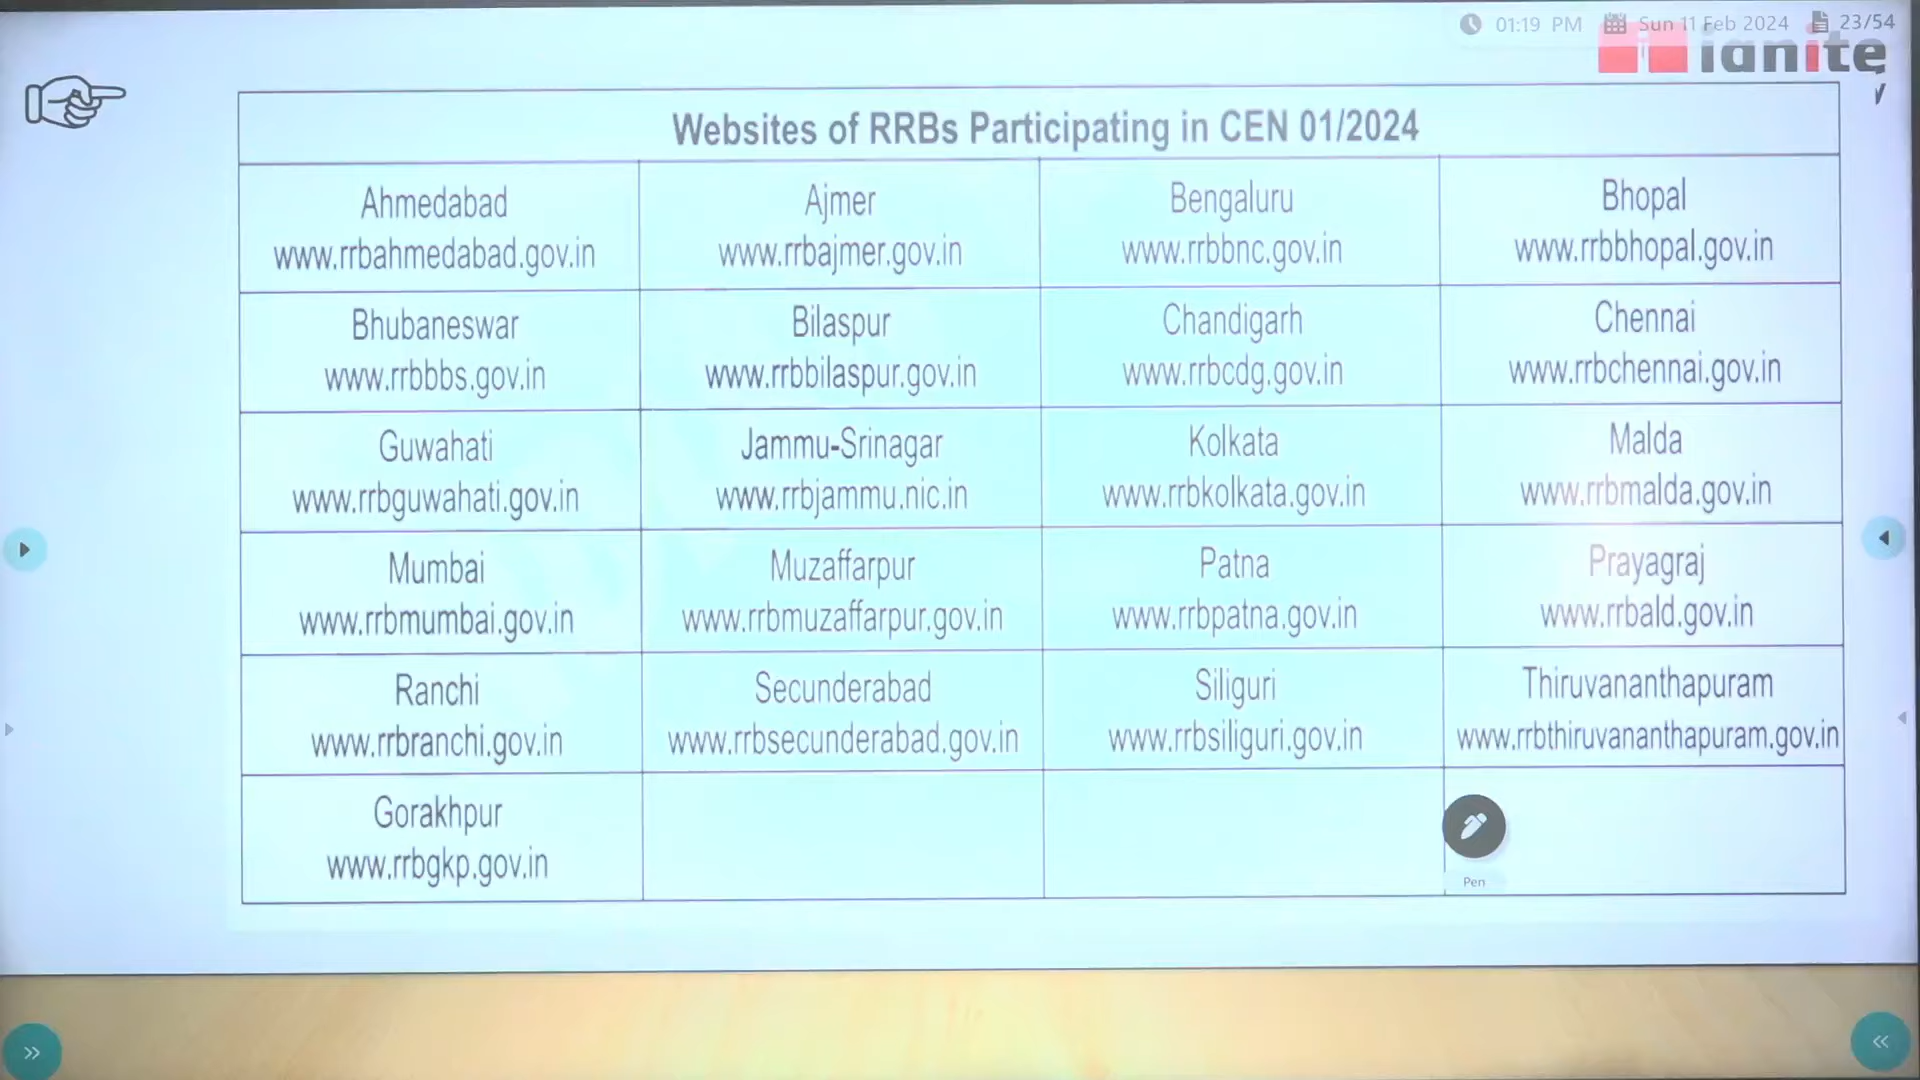 01:19 PM Sun 11 Feb 2024 23/54
ignite
Websites of RRBs Participating in CEN 01/2024
Ahmedabad
www.rrbahmedabad.gov.in
Ajmer
www.rrbajmer.gov.in
Bengaluru
www.rrbbnc.gov.in
Bhopal
www.rrbbhopal.gov.in
Bhubaneswar
www.rrbbbs.gov.in
Bilaspur
www.rrbbilaspur.gov.in
Chandigarh
www.rrbcdg.gov.in
Chennai
www.rrbchennai.gov.in
Guwahati
www.rrbguwahati.gov.in
Jammu-Srinagar
www.rrbjammu.nic.in
Kolkata
www.rrbkolkata.gov.in
Malda
www.rrbmalda.gov.in
Mumbai
www.rrbmumbai.gov.in
Muzaffarpur
www.rrbmuzaffarpur.gov.in
Patna
www.rrbpatna.gov.in
Prayagraj
www.rrbald.gov.in
Ranchi
www.rrbranchi.gov.in
Secunderabad
www.rrbsecunderabad.gov.in
Siliguri
www.rrbsiliguri.gov.in
Thiruvananthapuram
www.rrbthiruvananthapuram.gov.in
Gorakhpur
www.rrbgkp.gov.in
Pen